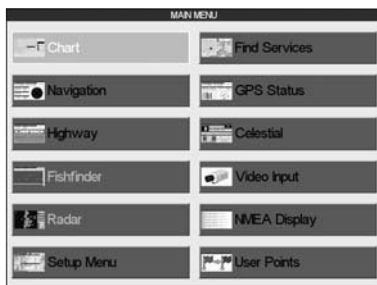 MAIN MENU
Chart
Find Services
Navigation
GPS Status
Highway
Celestial
Fishfinder
Video Input
Radar
NMEA Display
Setup Menu
User Points